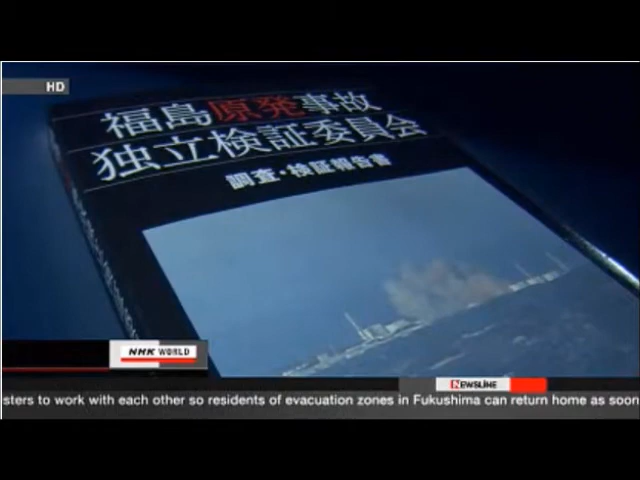 HD
福島原発事故
独立検証委員会
調査・検証報告書
NHK WORLD
NEWSLINE
sters to work with each other so residents of evacuation zones in Fukushima can return home as soon